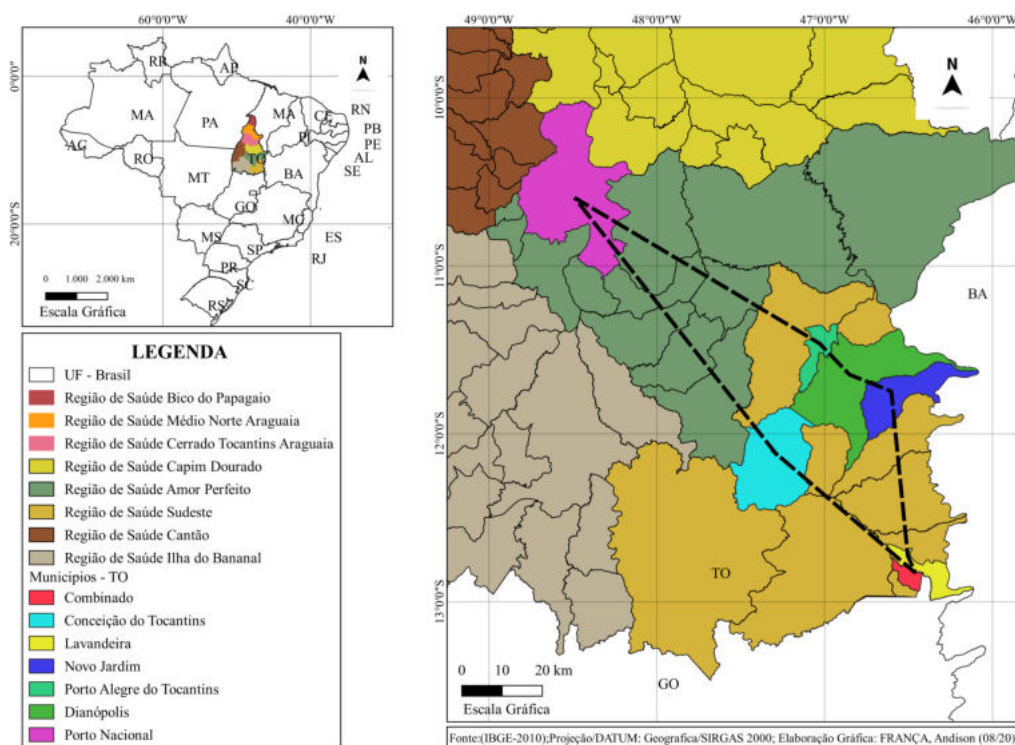 60°0'0"W 40°0'0"W
N
0°0'0"
20°0'0"S
RR
AP
MA
PA
MA
CE
RN
PB
PE
AL
SE
PI
AC
RO
TO
MT
BA
GO
MG
ES
MS
SP
RJ
PR
SC
RS
0 1.000 2.000 km
Escala Gráfica
LEGENDA
UF - Brasil
Região de Saúde Bico do Papagaio
Região de Saúde Médio Norte Araguaia
Região de Saúde Cerrado Tocantins Araguaia
Região de Saúde Capim Dourado
Região de Saúde Amor Perfeito
Região de Saúde Sudeste
Região de Saúde Cantão
Região de Saúde Ilha do Bananal
Municipios - TO
Combinado
Conceição do Tocantins
Lavandeira
Novo Jardim
Porto Alegre do Tocantins
Dianópolis
Porto Nacional
49°0'0"W 48°0'0"W 47°0'0"W 46°0'0"W
N
10°0'0"S
11°0'0"S
12°0'0"S
13°0'0"S
BA
TO
GO
0 10 20 km
Escala Gráfica
Fonte:(IBGE-2010);Projeção/DATUM: Geografica/SIRGAS 2000; Elaboração Gráfica: FRANÇA, Andison (08/20)